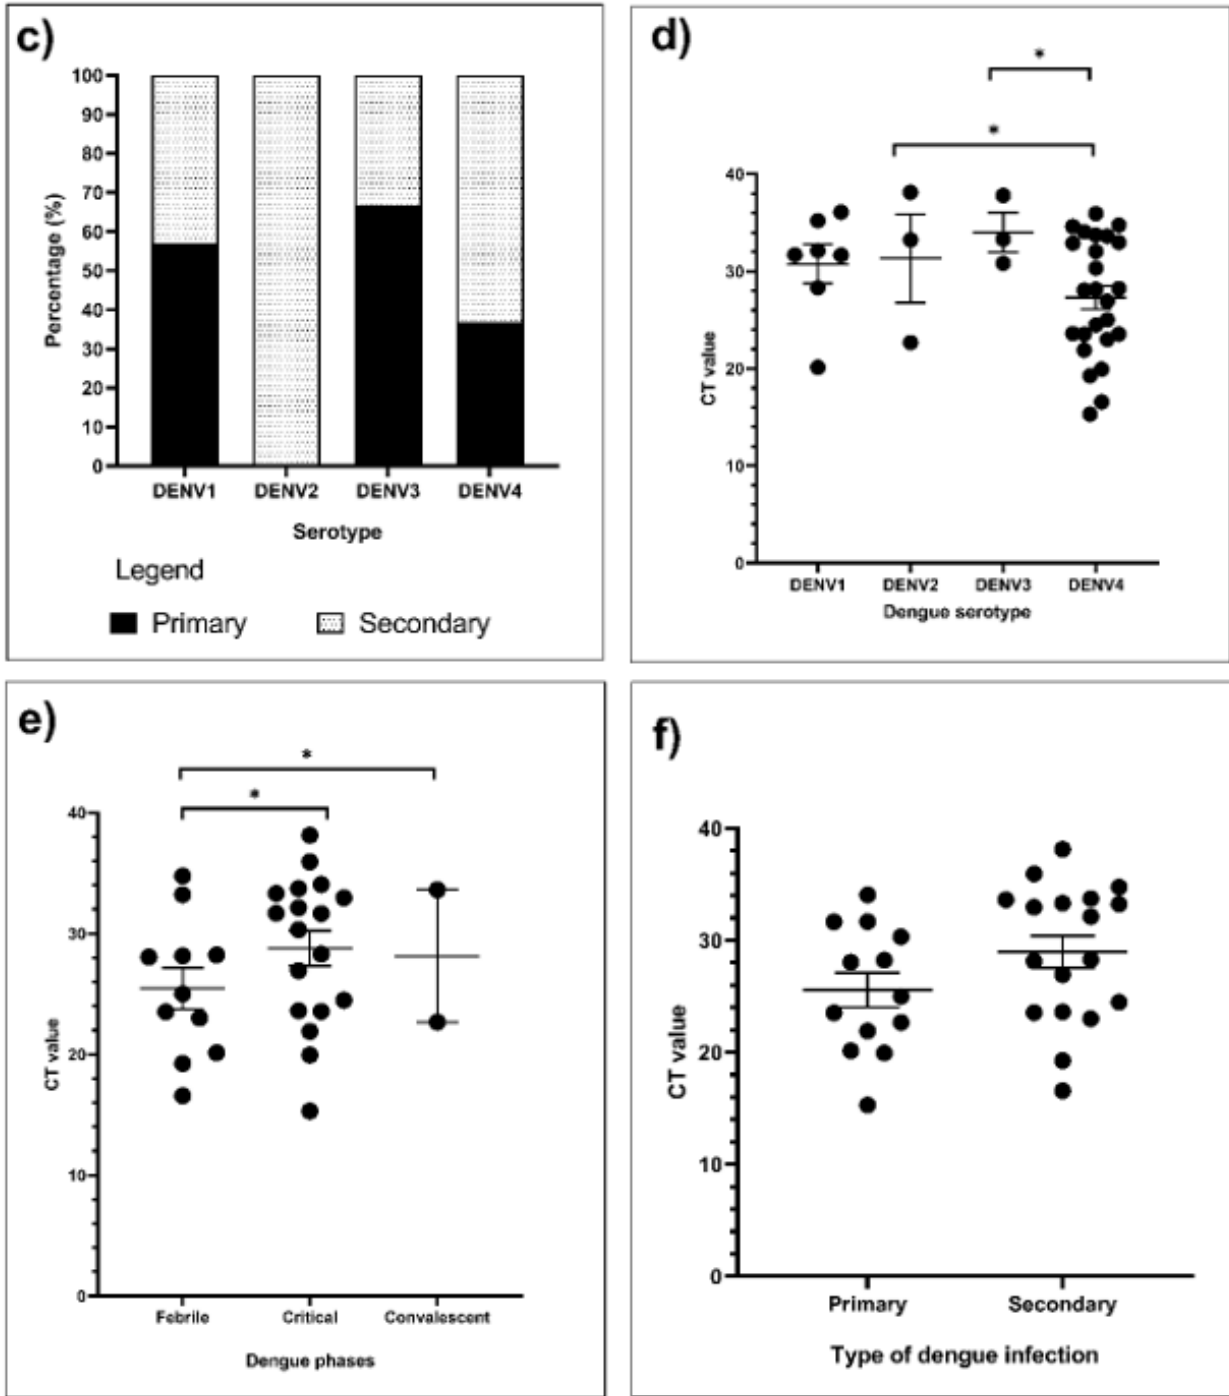 c)
100
90
80
70
60
50
40
30
20
10
0
Percentage (%)
DENV1 DENV2 DENV3 DENV4
Serotype
Legend
Primary Secondary
d)
*
*
40
30
20
10
0
CT value
DENV1 DENV2 DENV3 DENV4
Dengue serotype
e)
*
*
40
30
20
10
0
CT value
Febrile Critical Convalescent
Dengue phases
f)
40
30
20
10
0
CT value
Primary Secondary
Type of dengue infection